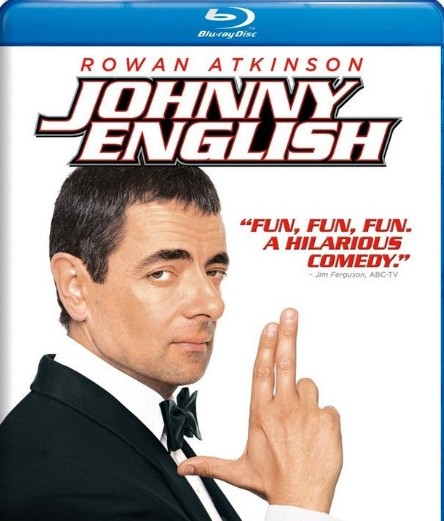 Blu-ray Disc
ROWAN ATKINSON
JOHNNY
ENGLISH
“FUN, FUN, FUN.
A HILARIOUS
COMEDY.”
– Jim Ferguson, ABC-TV